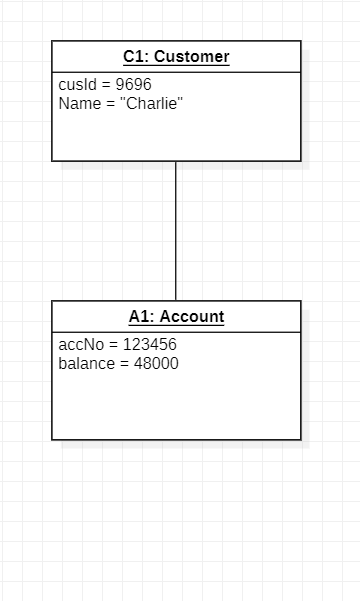 C1: Customer
cusId = 9696
Name = "Charlie"
A1: Account
accNo = 123456
balance = 48000